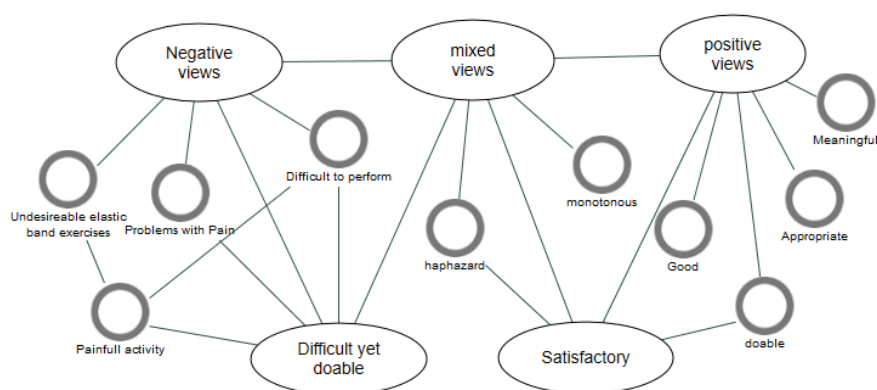 Negative
views
mixed
views
positive
views
Meaningful
Difficult to perform
monotonous
Undesireable elastic
band exercises
Problems with Pain
haphazard
Good
Appropriate
Painfull activity
Difficult yet
doable
Satisfactory
doable